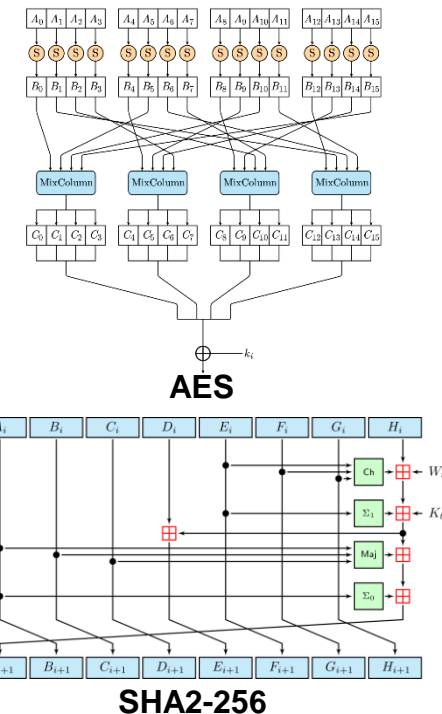 A₀ A₁ A₂ A₃ A₄ A₅ A₆ A₇ A₈ A₉ A₁₀ A₁₁ A₁₂ A₁₃ A₁₄ A₁₅
S S S S S S S S S S S S S S S S
B₀ B₁ B₂ B₃ B₄ B₅ B₆ B₇ B₈ B₉ B₁₀ B₁₁ B₁₂ B₁₃ B₁₄ B₁₅
MixColumn MixColumn MixColumn MixColumn
C₀ C₁ C₂ C₃ C₄ C₅ C₆ C₇ C₈ C₉ C₁₀ C₁₁ C₁₂ C₁₃ C₁₄ C₁₅
kᵢ
AES
Bᵢ Cᵢ Dᵢ Eᵢ Fᵢ Gᵢ Hᵢ
Ch
Σ₁
Maj
Σ₀
Bᵢ₊₁ Cᵢ₊₁ Dᵢ₊₁ Eᵢ₊₁ Fᵢ₊₁ Gᵢ₊₁ Hᵢ₊₁
SHA2-256